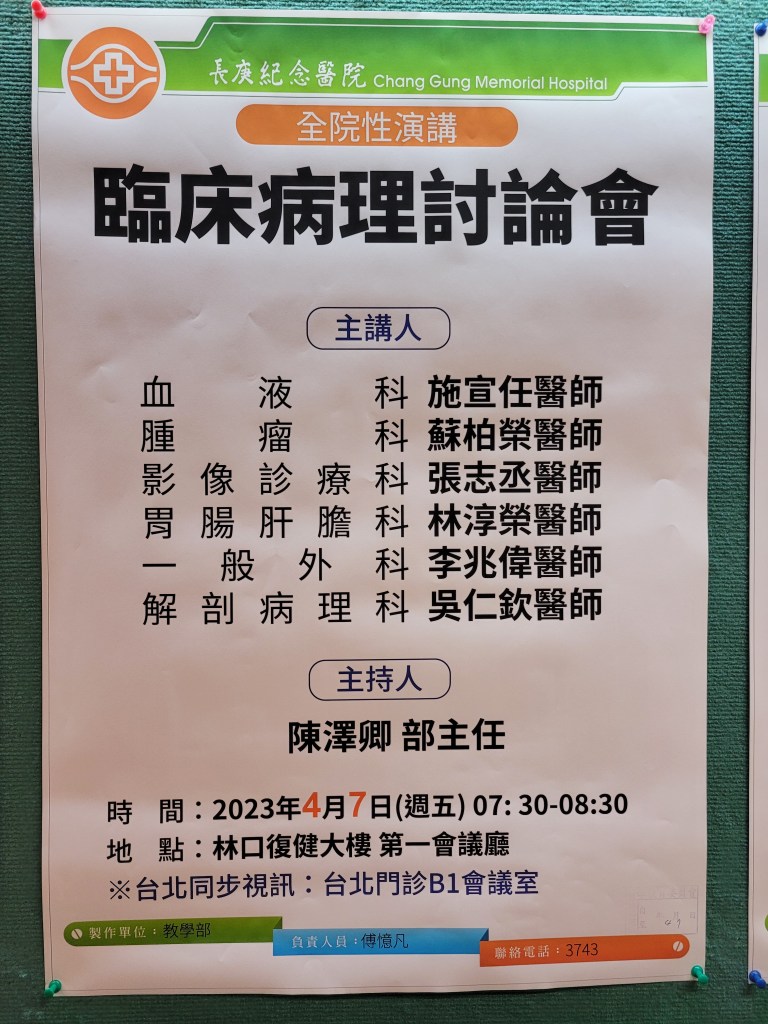 長庚紀念醫院 Chang Gung Memorial Hospital
全院性演講
臨床病理討論會
主講人
血液科 施宣任醫師
腫瘤科 蘇柏榮醫師
影像診療科 張志丞醫師
胃腸肝膽科 林淳榮醫師
一般外科 李兆偉醫師
解剖病理科 吳仁欽醫師
主持人
陳澤卿 部主任
時 間：2023年4月7日(週五) 07: 30-08:30
地 點：林口復健大樓 第一會議廳
※台北同步視訊：台北門診B1會議室
製作單位：教學部
負責人員：傅憶凡
聯絡電話：3743